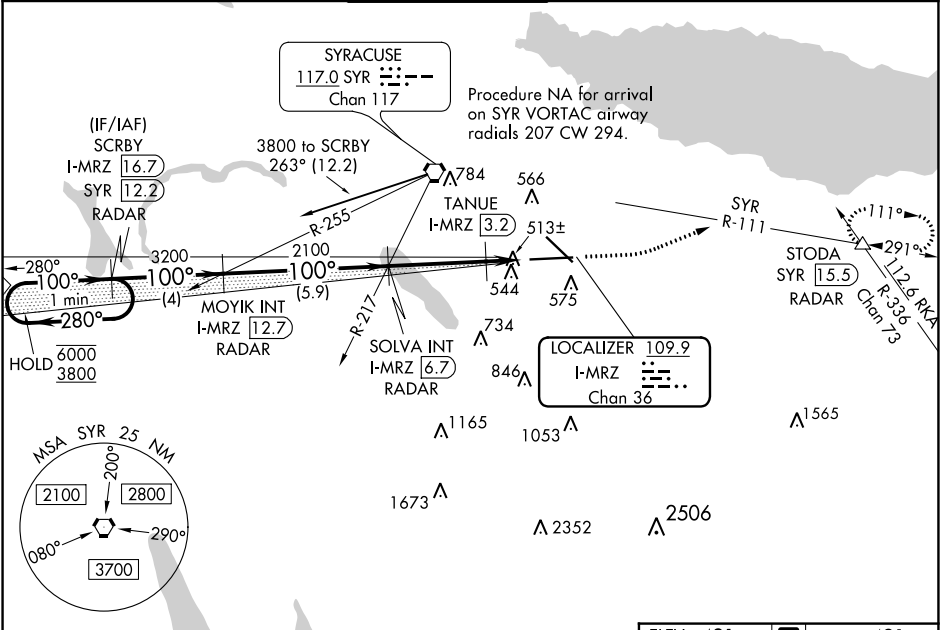 SYRACUSE
117.0 SYR
Chan 117
Procedure NA for arrival
on SYR VORTAC airway
radials 207 CW 294.
(IF/IAF)
SCRBY
I-MRZ 16.7
SYR 12.2
RADAR
3800 to SCRBY
263° (12.2)
R-255
784
566
TANUE
I-MRZ 3.2
513±
SYR
R-111
111°
291°
STODA
SYR 15.5
RADAR
112.6 RKA
R-336
Chan 73
280°
100°
3200
100°
2100
100°
1 min
280°
(4)
(5.9)
544
575
HOLD 6000
3800
MOYIK INT
I-MRZ 12.7
RADAR
R-217
SOLVA INT
I-MRZ 6.7
RADAR
734
846
LOCALIZER 109.9
I-MRZ
Chan 36
1165
1053
1565
1673
2352
2506
MSA SYR 25 NM
200°
2100
2800
080°
290°
3700